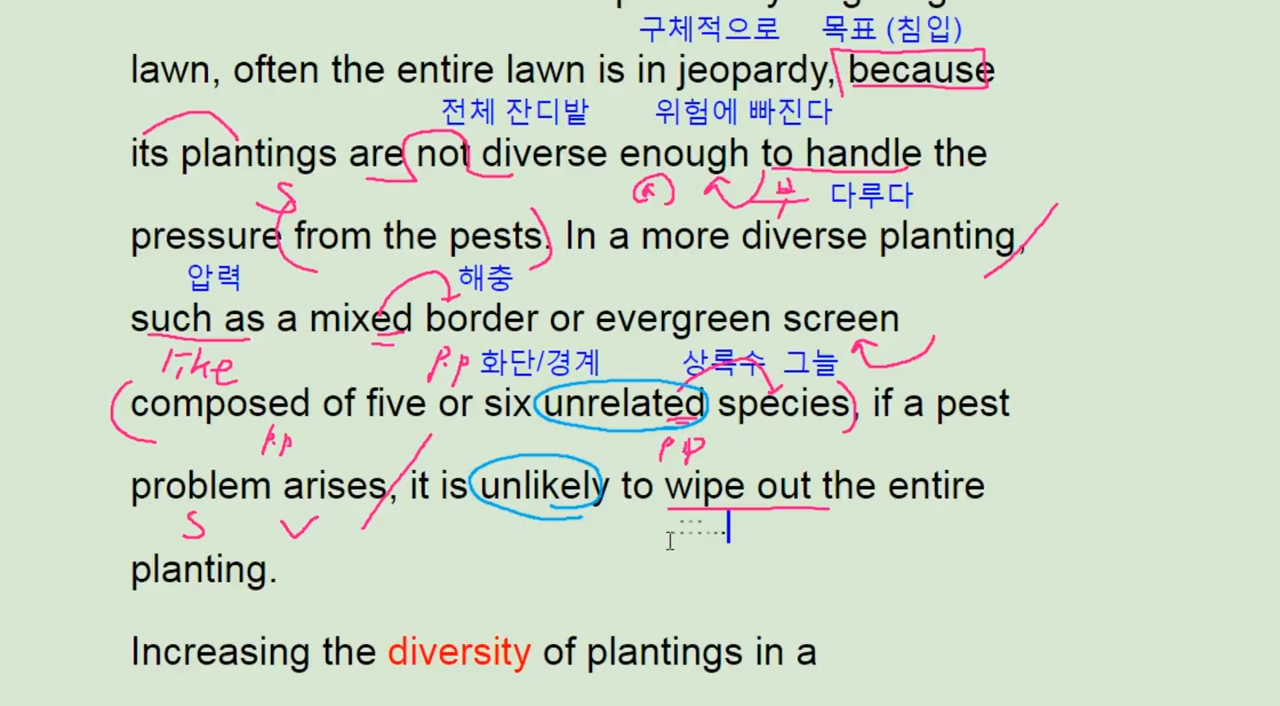 구체적으로 목표 (침입)
lawn, often the entire lawn is in jeopardy, because
전체 잔디밭 위험에 빠진다
its plantings are not diverse enough to handle the
S (a) 부 다루다
pressure from the pests. In a more diverse planting,
압력 해충
such as a mixed border or evergreen screen
like p.p 화단/경계 상록수 그늘
(composed of five or six unrelated species), if a pest
p.p p.p
problem arises, it is unlikely to wipe out the entire
S V
planting.
Increasing the diversity of plantings in a